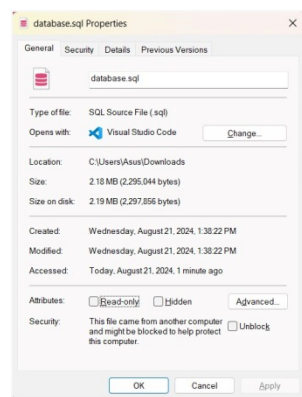 database.sql Properties
General Security Details Previous Versions
database.sql
Type of file: SQL Source File (.sql)
Opens with: Visual Studio Code Change...
Location: C:\Users\Asus\Downloads
Size: 2.18 MB (2,295,044 bytes)
Size on disk: 2.19 MB (2,297,856 bytes)
Created: Wednesday, August 21, 2024, 1:38:22 PM
Modified: Wednesday, August 21, 2024, 1:38:22 PM
Accessed: Today, August 21, 2024, 1 minute ago
Attributes: Read-only Hidden Advanced...
Security: This file came from another computer
and might be blocked to help protect Unblock
this computer.
OK Cancel Apply